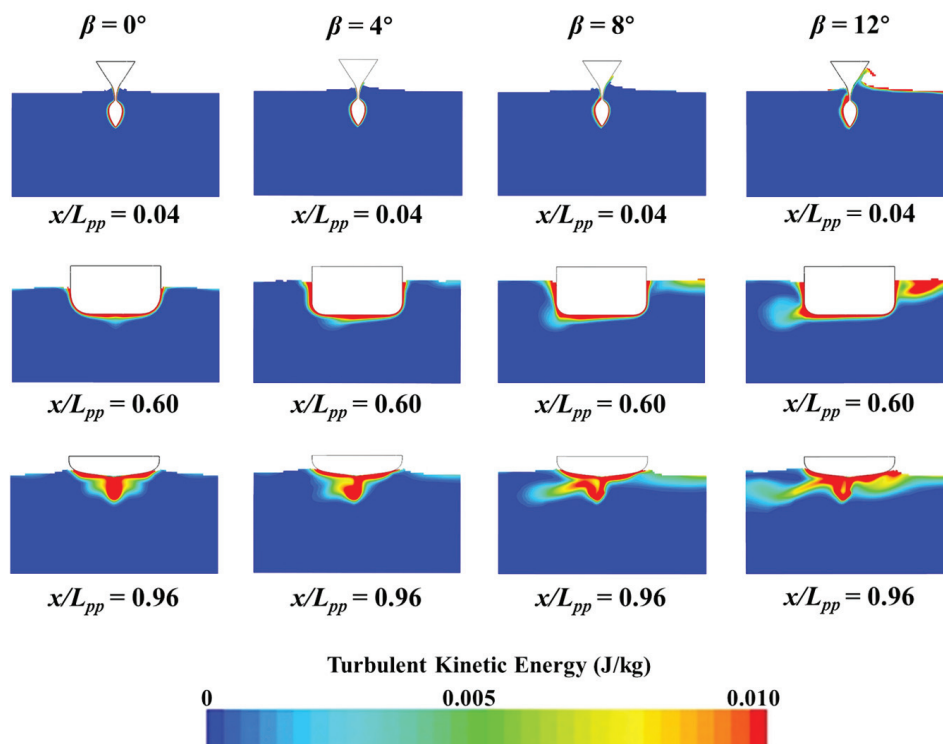 β = 0° β = 4° β = 8° β = 12°
x/Lpp = 0.04 x/Lpp = 0.04 x/Lpp = 0.04 x/Lpp = 0.04
x/Lpp = 0.60 x/Lpp = 0.60 x/Lpp = 0.60 x/Lpp = 0.60
x/Lpp = 0.96 x/Lpp = 0.96 x/Lpp = 0.96 x/Lpp = 0.96
Turbulent Kinetic Energy (J/kg)
0 0.005 0.010